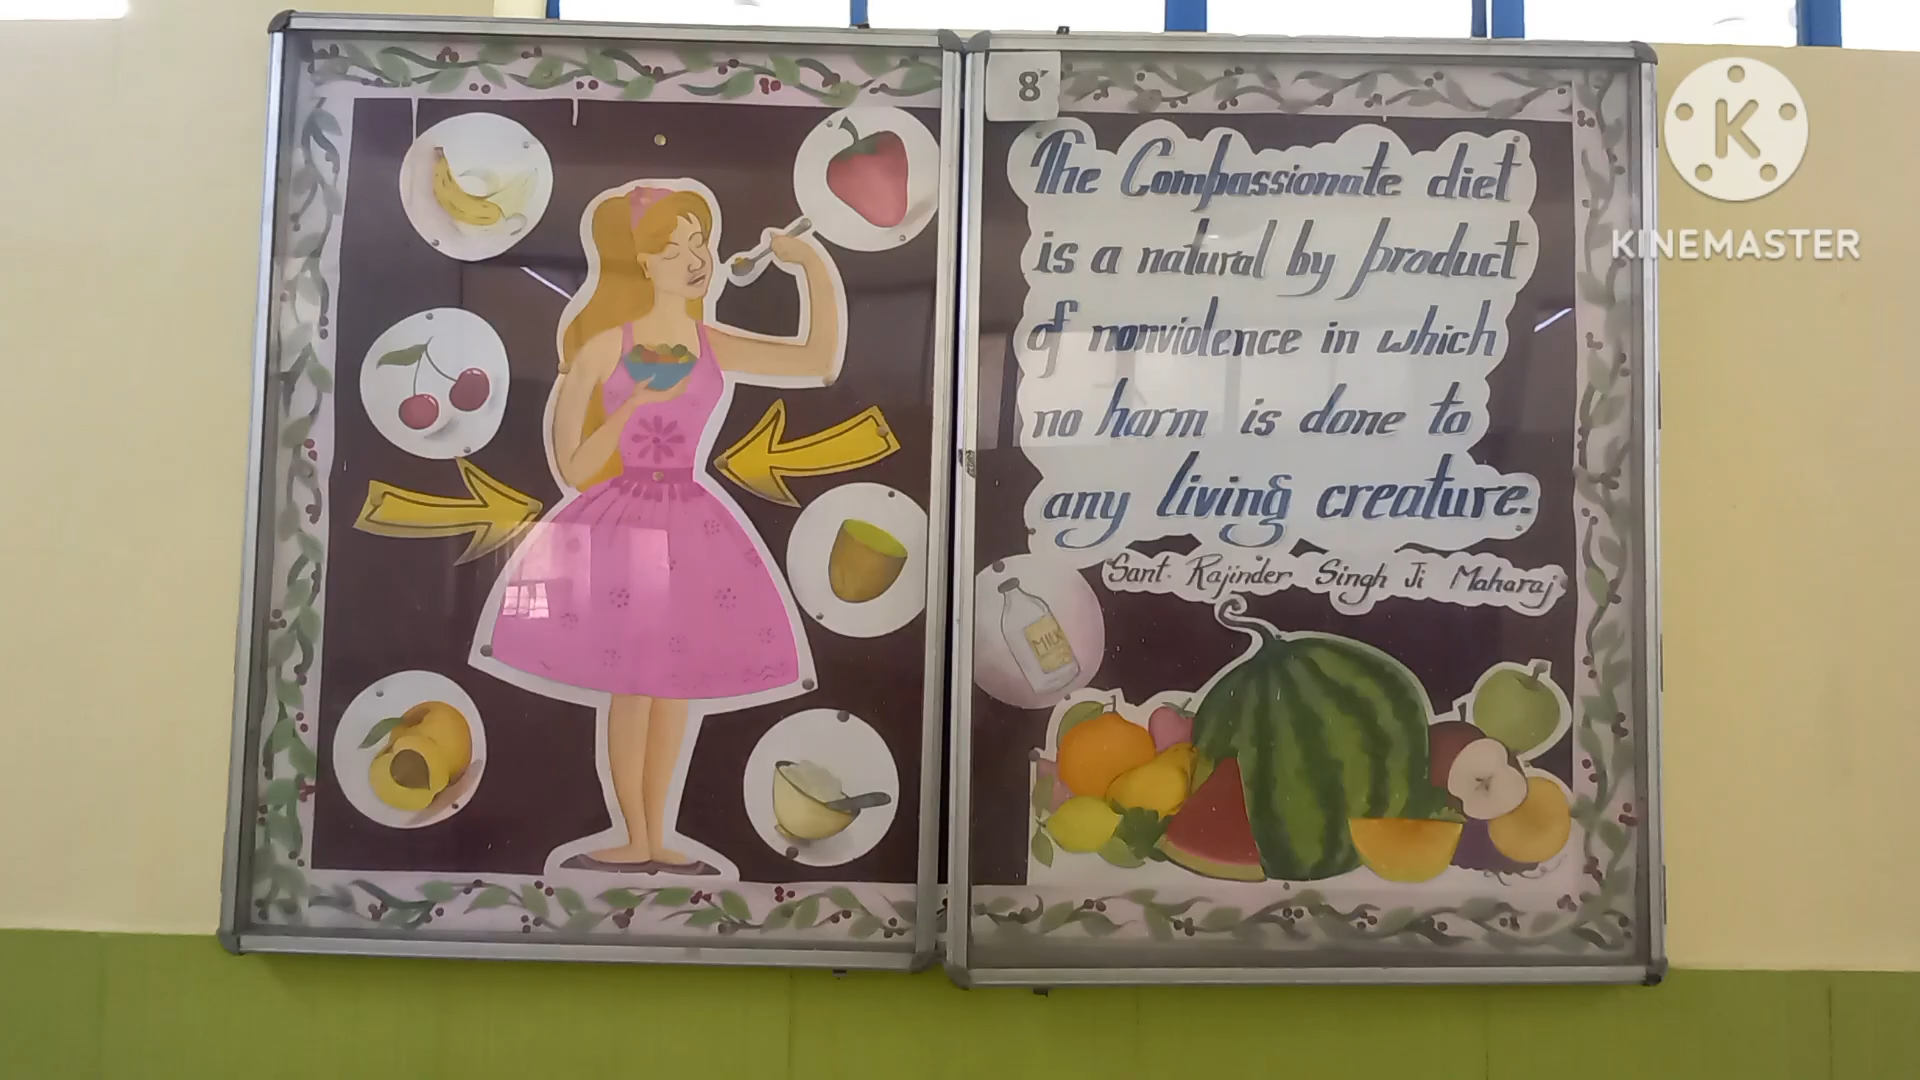 8
The Compassionate diet
is a natural by product
of nonviolence in which
no harm is done to
any living creature.
Sant. Rajinder Singh Ji Maharaj
MILK
K
KINEMASTER